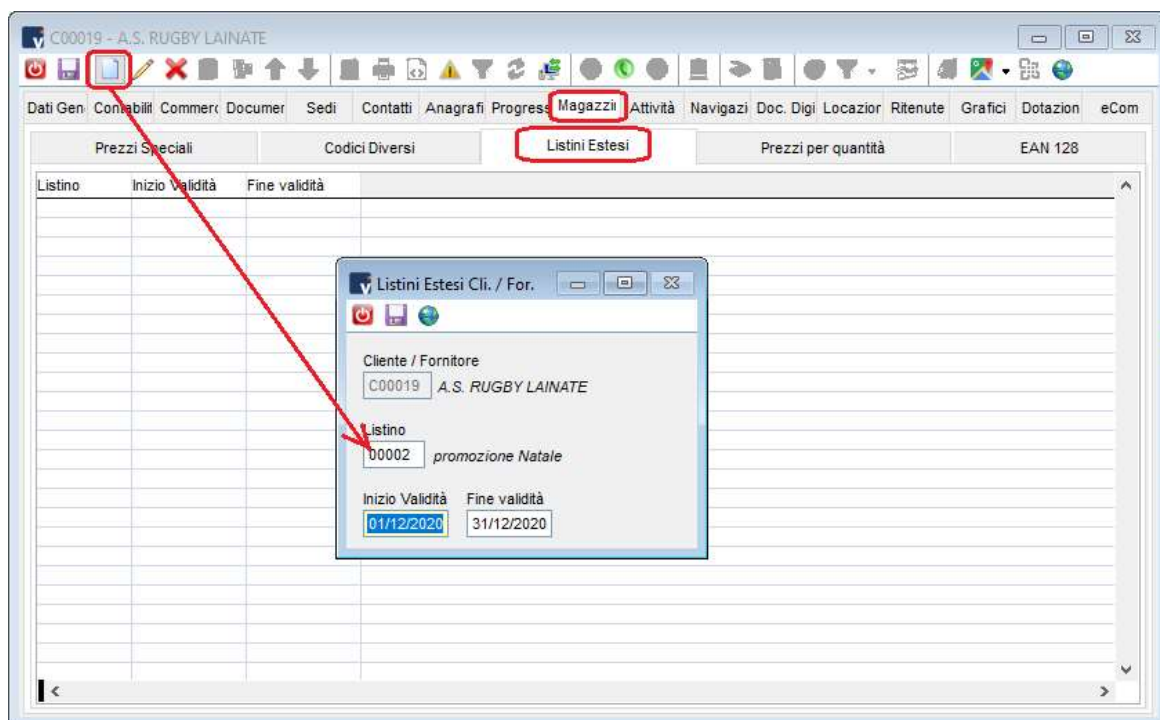 C00019 - A.S. RUGBY LAINATE
Dati Gen Contabilit Commerc Documer Sedi Contatti Anagrafi Progress Magazzii Attività Navigazi Doc. Digi Locazior Ritenute Grafici Dotazion eCom
Prezzi Speciali Codici Diversi Listini Estesi Prezzi per quantità EAN 128
Listino Inizio Validità Fine validità
Listini Estesi Cli. / For.
Cliente / Fornitore
C00019 A.S. RUGBY LAINATE
Listino
00002 promozione Natale
Inizio Validità Fine validità
01/12/2020 31/12/2020